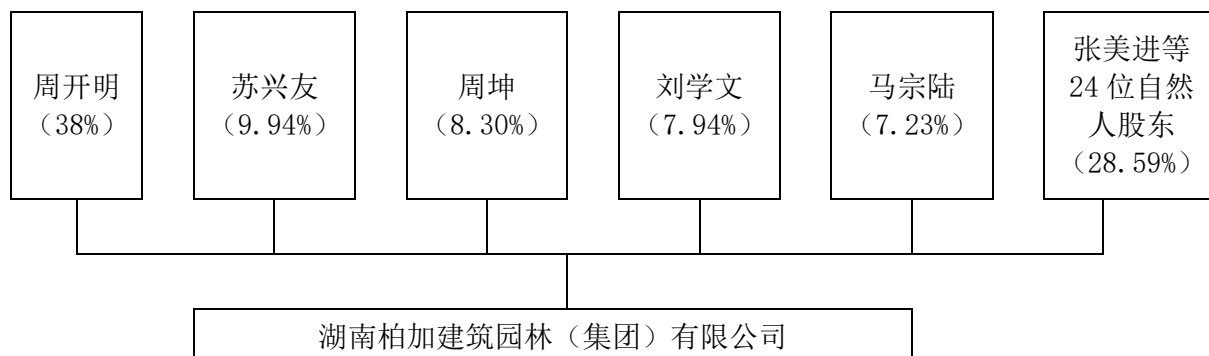 周开明
（38%）
苏兴友
（9.94%）
周坤
（8.30%）
刘学文
（7.94%）
马宗陆
（7.23%）
张美进等
24 位自然
人股东
（28.59%）
湖南柏加建筑园林（集团）有限公司